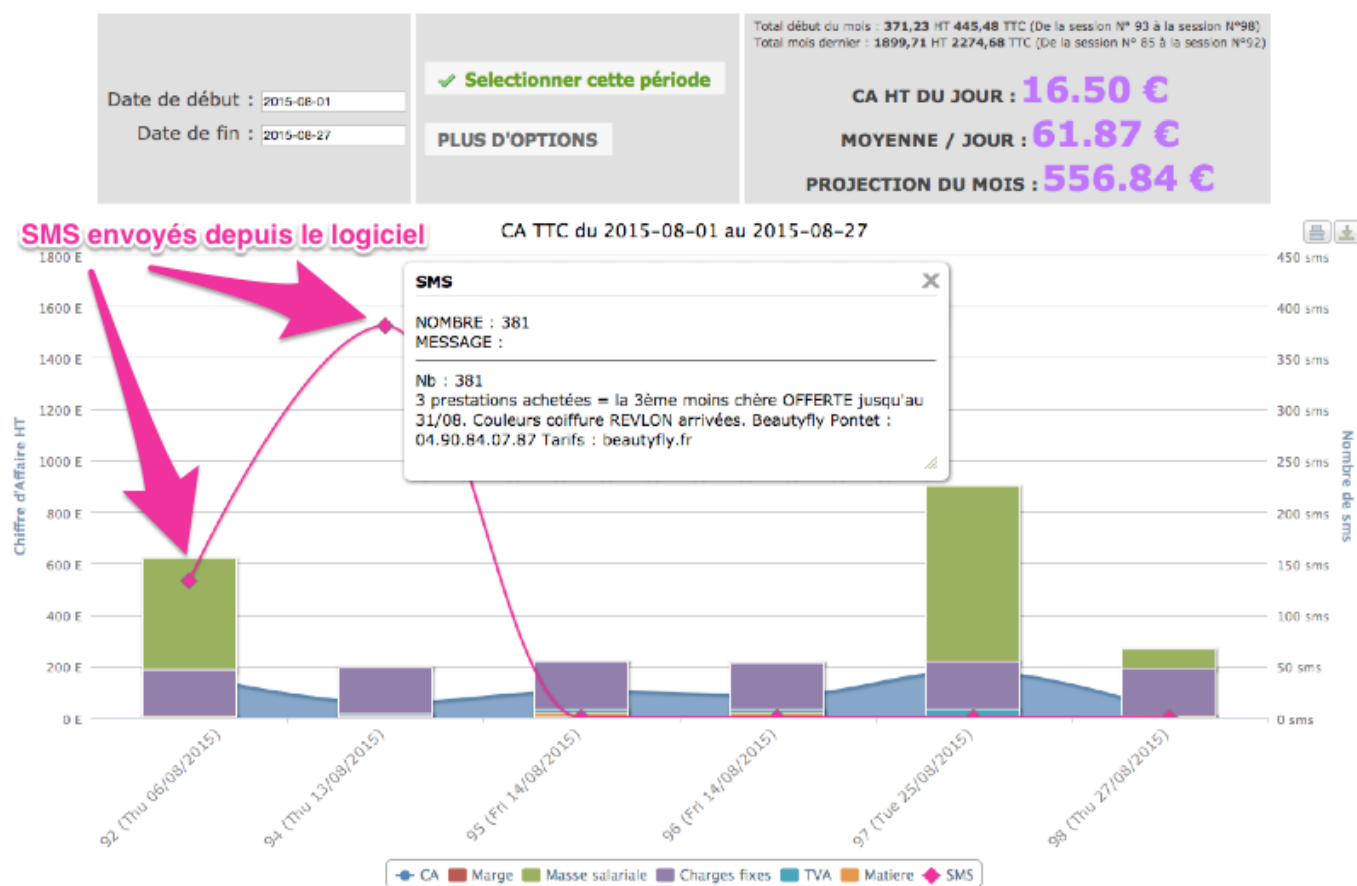 Total début du mois : 371,23 HT 445,48 TTC (De la session N° 93 à la session N°98)
Total mois dernier : 1899,71 HT 2274,68 TTC (De la session N° 85 à la session N°92)
Date de début : 2015-08-01
Date de fin : 2015-08-27
Selectionner cette période
PLUS D'OPTIONS
CA HT DU JOUR : 16.50 €
MOYENNE / JOUR : 61.87 €
PROJECTION DU MOIS : 556.84 €
SMS envoyés depuis le logiciel
CA TTC du 2015-08-01 au 2015-08-27
1800 E
1600 E
1400 E
1200 E
1000 E
800 E
600 E
400 E
200 E
0 E
Chiffre d'Affaire HT
SMS
NOMBRE : 381
MESSAGE :
Nb : 381
3 prestations achetées = la 3ème moins chère OFFERTE jusqu'au
31/08. Couleurs coiffure REVLON arrivées. Beautyfly Pontet :
04.90.84.07.87 Tarifs : beautyfly.fr
450 sms
400 sms
350 sms
300 sms
250 sms
200 sms
150 sms
100 sms
50 sms
0 sms
Nombre de sms
92 (Thu 06/08/2015)
94 (Thu 13/08/2015)
95 (Fri 14/08/2015)
96 (Fri 14/08/2015)
97 (Tue 25/08/2015)
98 (Thu 27/08/2015)
CA Marge Masse salariale Charges fixes TVA Matiere SMS